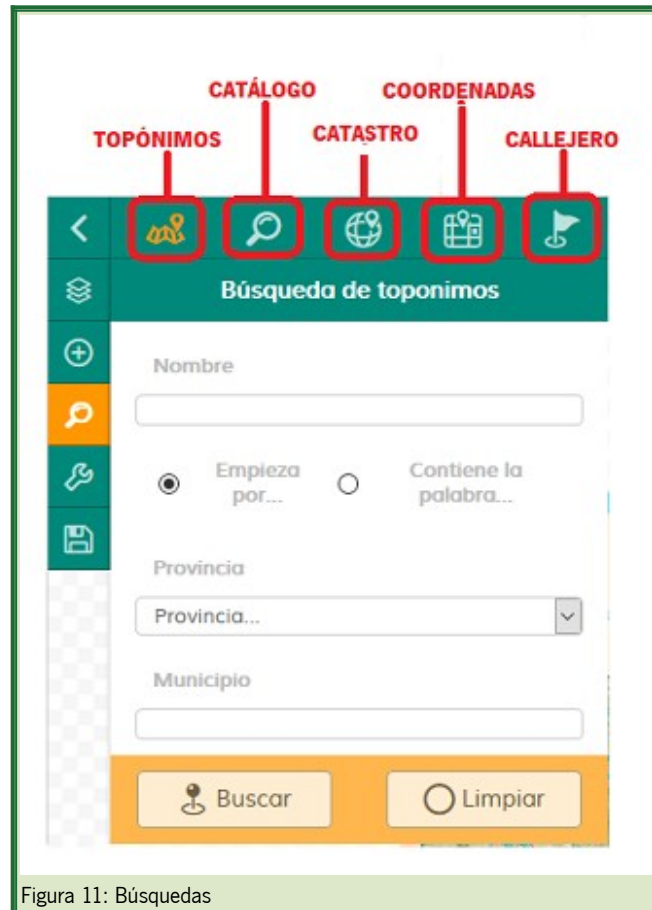 CATÁLOGO COORDENADAS
TOPÓNIMOS CATASTRO CALLEJERO
Búsqueda de toponimos
Nombre
Empieza por... Contiene la palabra...
Provincia
Provincia...
Municipio
Buscar Limpiar
Figura 11: Búsquedas